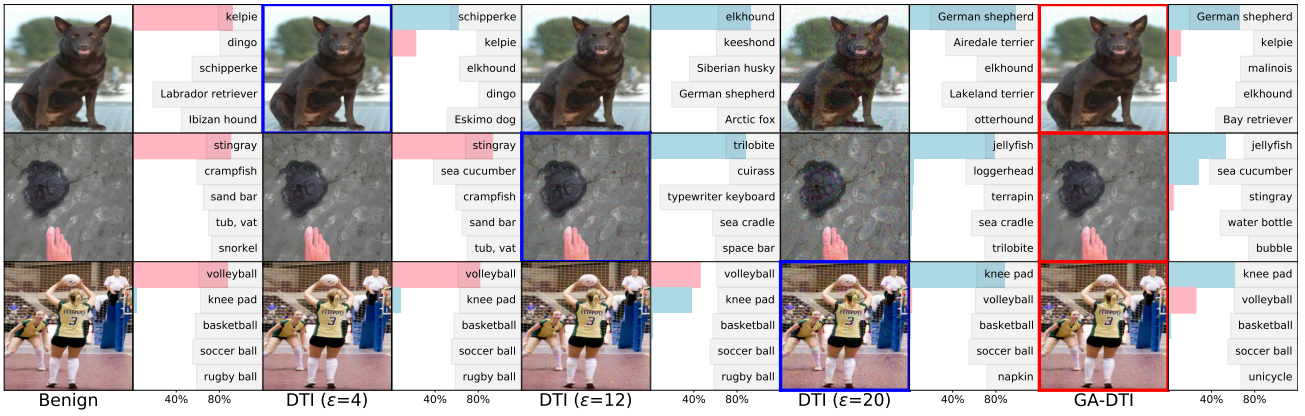 kelpie
dingo
schipperke
Labrador retriever
Ibizan hound
schipperke
kelpie
elkhound
dingo
Eskimo dog
elkhound
keeshond
Siberian husky
German shepherd
Arctic fox
German shepherd
Airedale terrier
elkhound
Lakeland terrier
otterhound
German shepherd
kelpie
malinois
elkhound
Bay retriever
stingray
crampfish
sand bar
tub, vat
snorkel
stingray
sea cucumber
crampfish
sand bar
tub, vat
trilobite
cuirass
typewriter keyboard
sea cradle
space bar
jellyfish
loggerhead
terrapin
sea cradle
trilobite
jellyfish
sea cucumber
stingray
water bottle
bubble
volleyball
knee pad
basketball
soccer ball
rugby ball
3
volleyball
knee pad
basketball
soccer ball
rugby ball
3
volleyball
knee pad
basketball
soccer ball
rugby ball
3
knee pad
volleyball
basketball
soccer ball
napkin
3
knee pad
volleyball
basketball
soccer ball
unicycle
3
Benign
40% 80%
DTI (ε=4)
40% 80%
DTI (ε=12)
40% 80%
DTI (ε=20)
40% 80%
GA-DTI
40% 80%